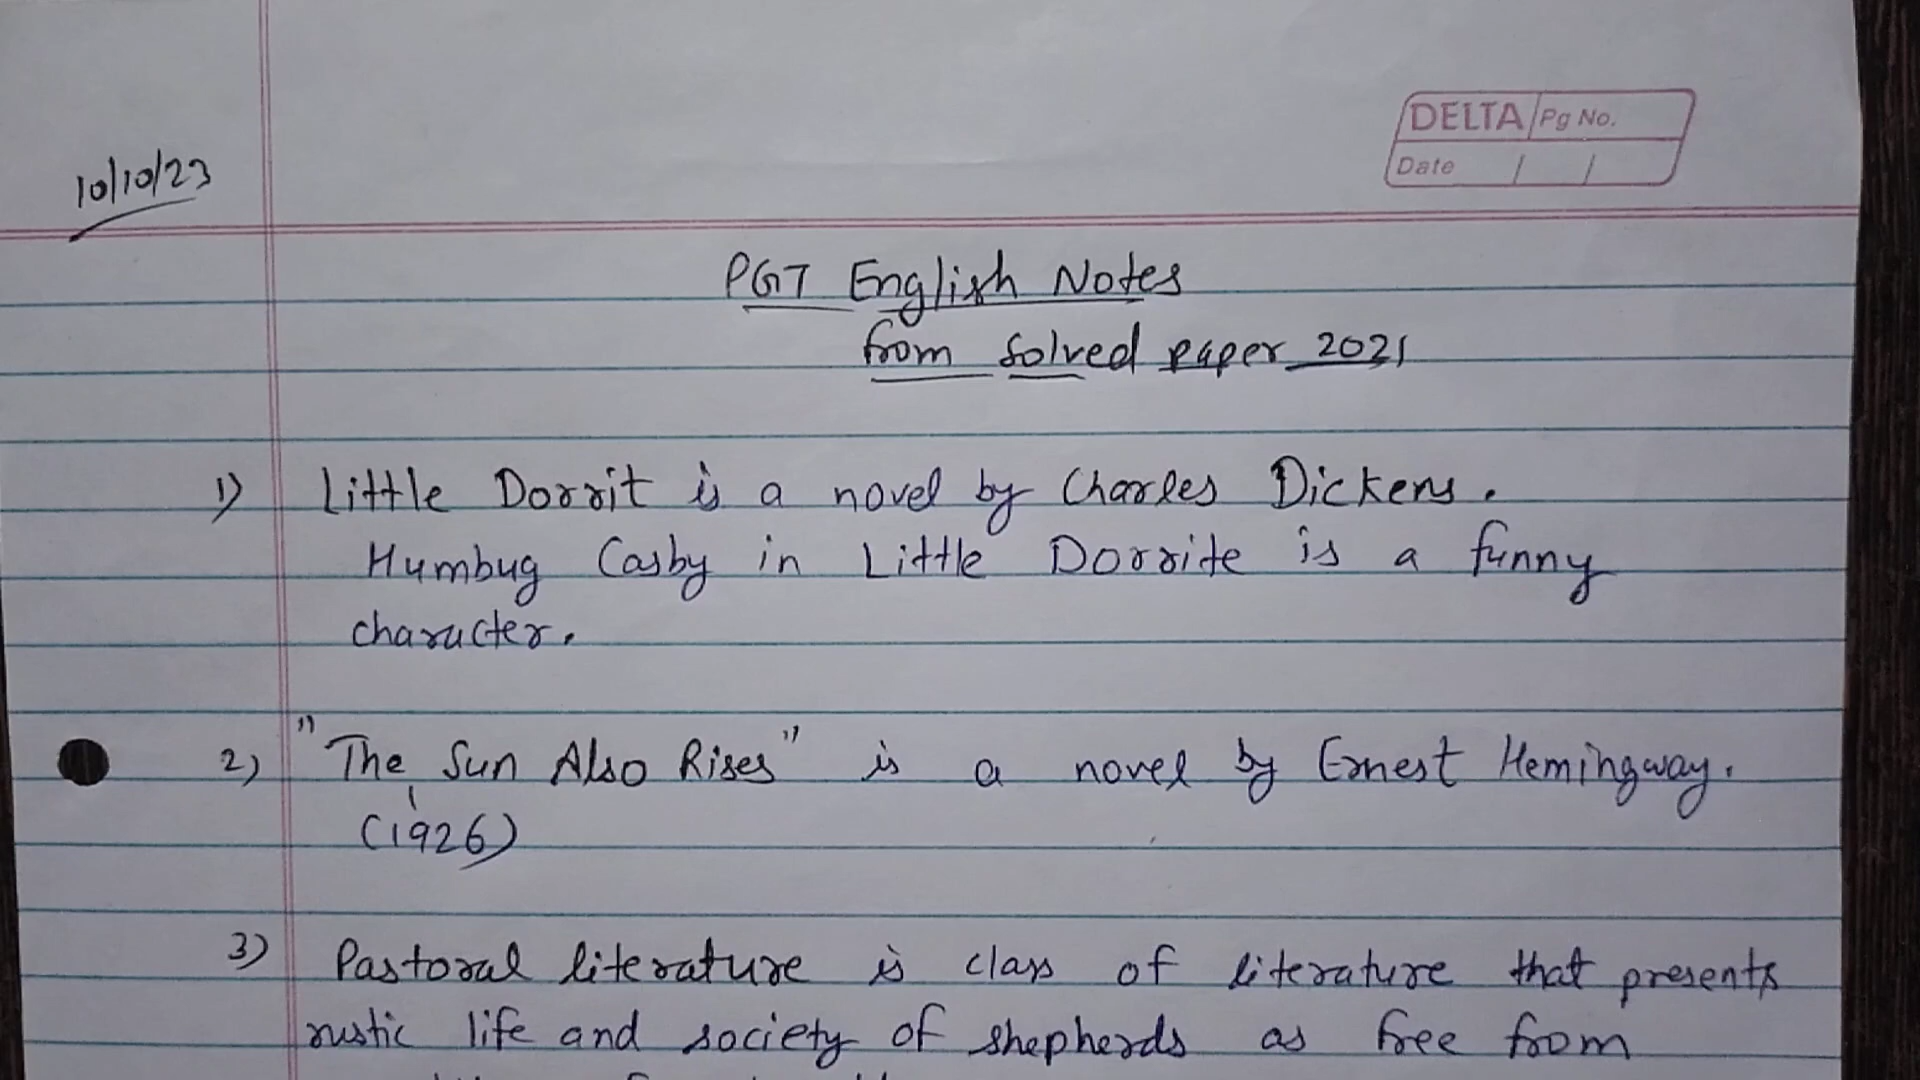 DELTA Pg No.
Date / /
10/10/23
PGT English Notes
from solved paper 2021
1) Little Dorrit is a novel by Charles Dickens.
Humbug Casby in Little Dorrite is a funny
character.
2) "The Sun Also Rises" is a novel by Ernest Hemingway.
(1926)
3) Pastoral literature is class of literature that presents
rustic life and society of shepherds as free from